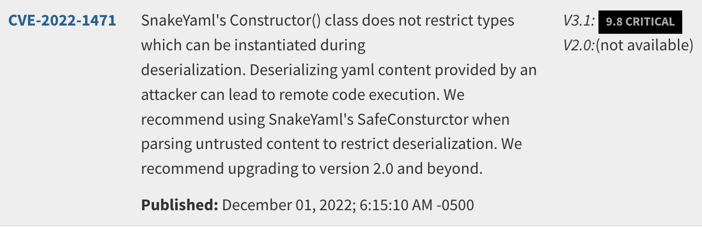 CVE-2022-1471
SnakeYaml's Constructor() class does not restrict types
which can be instantiated during
deserialization. Deserializing yaml content provided by an
attacker can lead to remote code execution. We
recommend using SnakeYaml's SafeConsturctor when
parsing untrusted content to restrict deserialization. We
recommend upgrading to version 2.0 and beyond.
Published: December 01, 2022; 6:15:10 AM -0500
V3.1: 9.8 CRITICAL
V2.0:(not available)